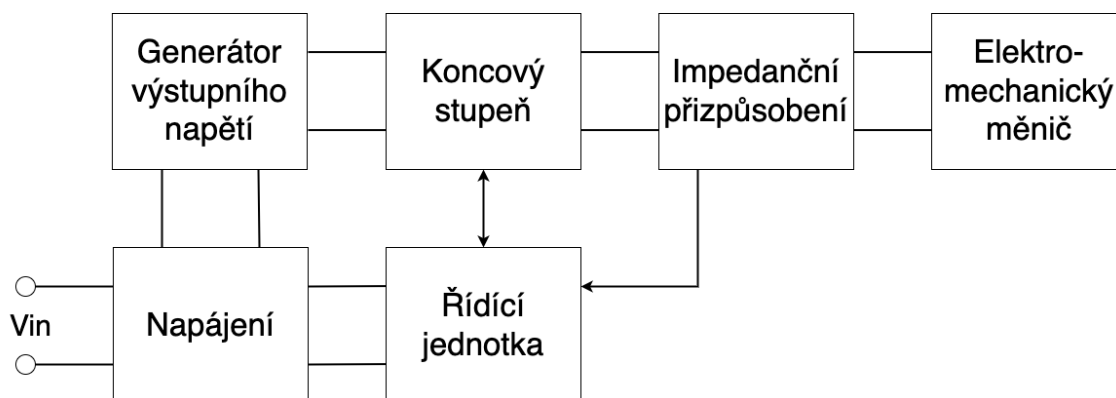 Generátor
výstupního
napětí
Koncový
stupeň
Impedanční
přizpůsobení
Elektro-
mechanický
měnič
Vin
Napájení
Řídící
jednotka